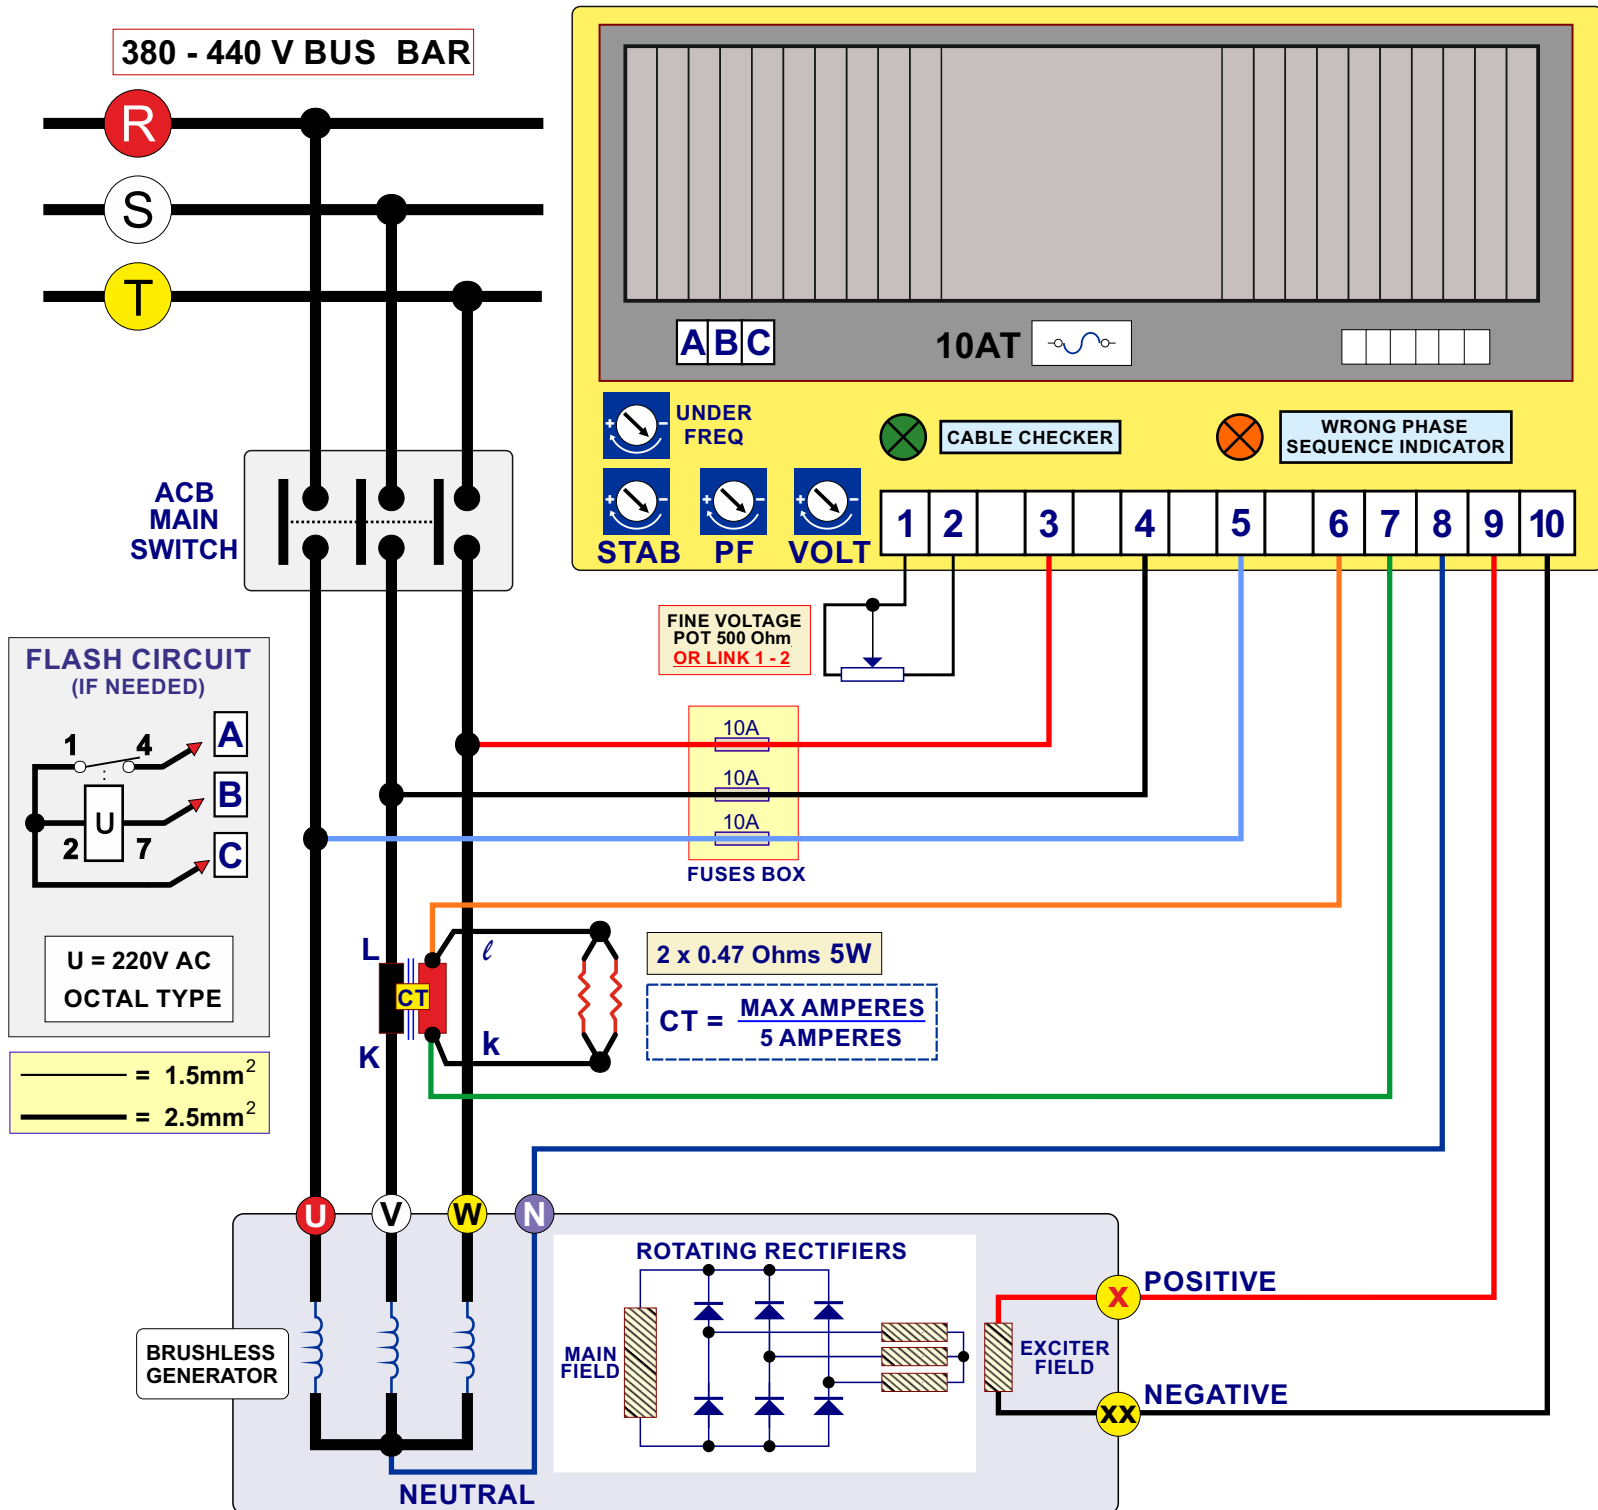 380 - 440 V BUS BAR
R
S
T
A B C
10AT
UNDER
FREQ
CABLE CHECKER
WRONG PHASE
SEQUENCE INDICATOR
STAB
PF
VOLT
1 2 3 4 5 6 7 8 9 10
ACB
MAIN
SWITCH
FINE VOLTAGE
POT 500 Ohm
OR LINK 1 - 2
FLASH CIRCUIT
(IF NEEDED)
1 4 A
B
U
2 7 C
U = 220V AC
OCTAL TYPE
10A
10A
10A
FUSES BOX
L
ℓ
CT
K
k
2 x 0.47 Ohms 5W
CT = MAX AMPERES
5 AMPERES
= 1.5mm²
= 2.5mm²
U V W N
ROTATING RECTIFIERS
MAIN
FIELD
EXCITER
FIELD
X
POSITIVE
XX
NEGATIVE
BRUSHLESS
GENERATOR
NEUTRAL